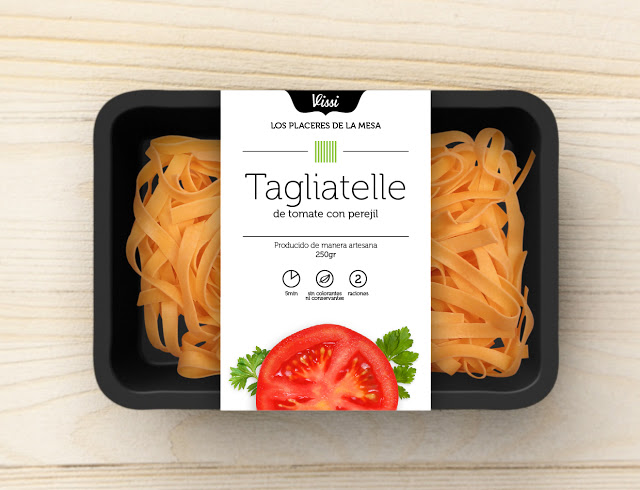 Vissi
LOS PLACERES DE LA MESA
Tagliatelle
de tomate con perejil
Producido de manera artesana
250gr
5min
sin colorantes
ni conservantes
2
raciones